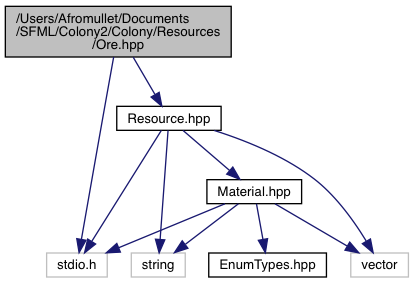 /Users/Afromullet/Documents
/SFML/Colony2/Colony/Resources
/Ore.hpp
Resource.hpp
Material.hpp
stdio.h
string
EnumTypes.hpp
vector